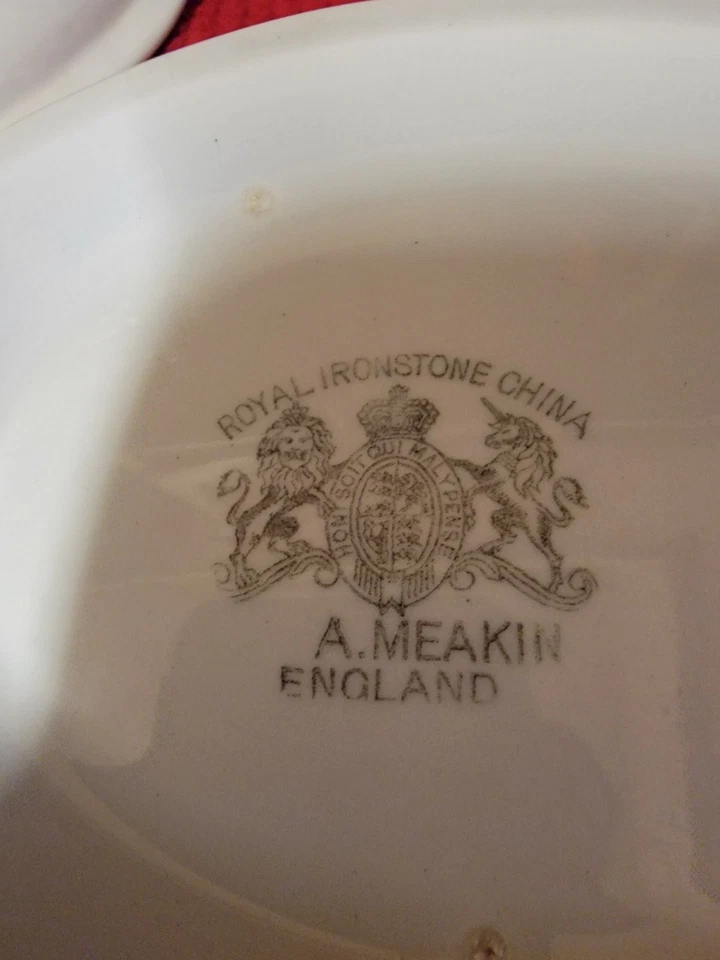 ROYAL IRONSTONE CHINA
HONI SOIT QUI MAL Y PENSE
A. MEAKIN
ENGLAND